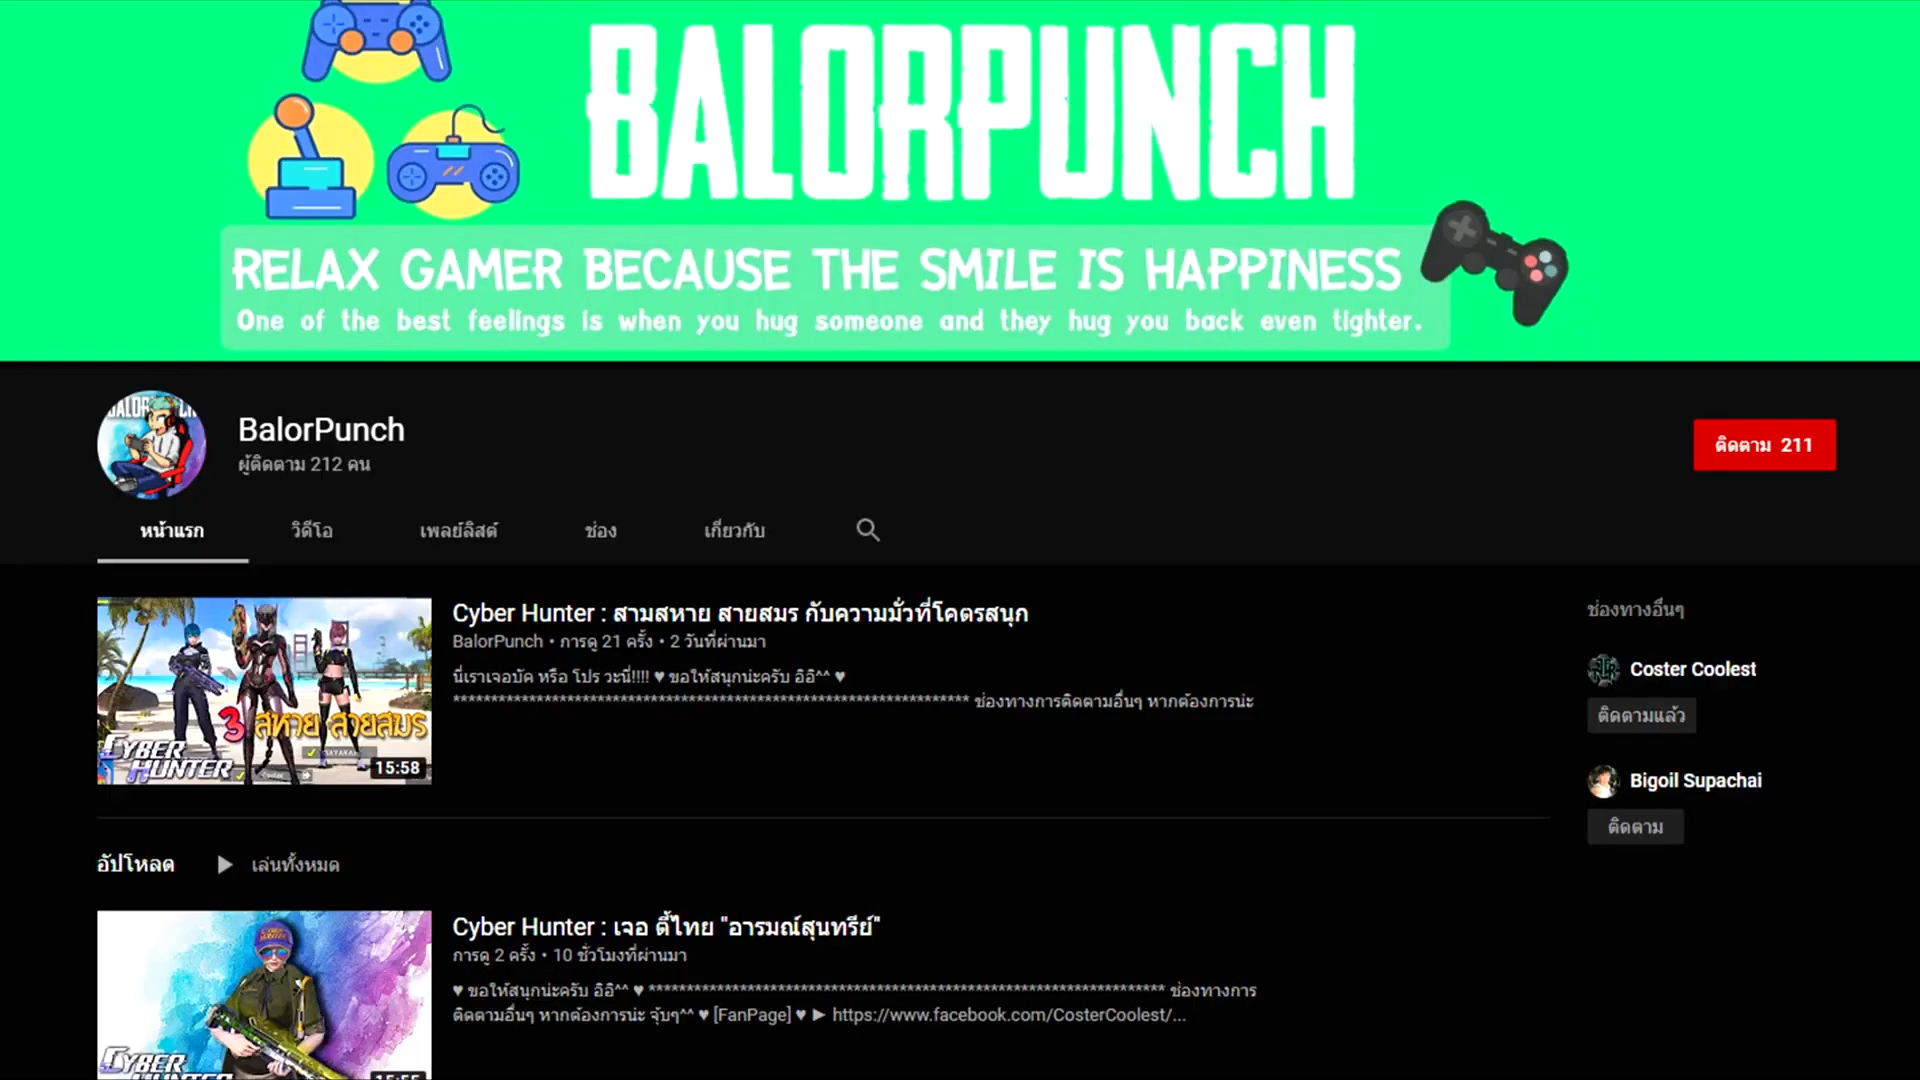 BALORPUNCH
RELAX GAMER BECAUSE THE SMILE IS HAPPINESS
One of the best feelings is when you hug someone and they hug you back even tighter.
BalorPunch
ผู้ติดตาม 212 คน
ติดตาม 211
หน้าแรก วิดีโอ เพลย์ลิสต์ ช่อง เกี่ยวกับ
Cyber Hunter : สามสหาย สายสมร กับความมั่วที่โคตรสนุก
BalorPunch • การดู 21 ครั้ง • 2 วันที่ผ่านมา
นี่เราเจอบัค หรือ โปร วะนี่!!!! ♥ ขอให้สนุกน่ะครับ อิอิ^^ ♥
********************************************************************** ช่องทางการติดตามอื่นๆ หากต้องการน่ะ
3 สหาย สายสมร
CYBER HUNTER
15:58
ช่องทางอื่นๆ
Coster Coolest
ติดตามแล้ว
Bigoil Supachai
ติดตาม
อัปโหลด ▶ เล่นทั้งหมด
Cyber Hunter : เจอ ตี้ไทย "อารมณ์สุนทรีย์"
การดู 2 ครั้ง • 10 ชั่วโมงที่ผ่านมา
♥ ขอให้สนุกน่ะครับ อิอิ^^ ♥ ********************************************************************** ช่องทางการ
ติดตามอื่นๆ หากต้องการน่ะ จุ้บๆ^^ ♥ [FanPage] ♥ ► https://www.facebook.com/CosterCoolest/...
CYBER HUNTER
15:55